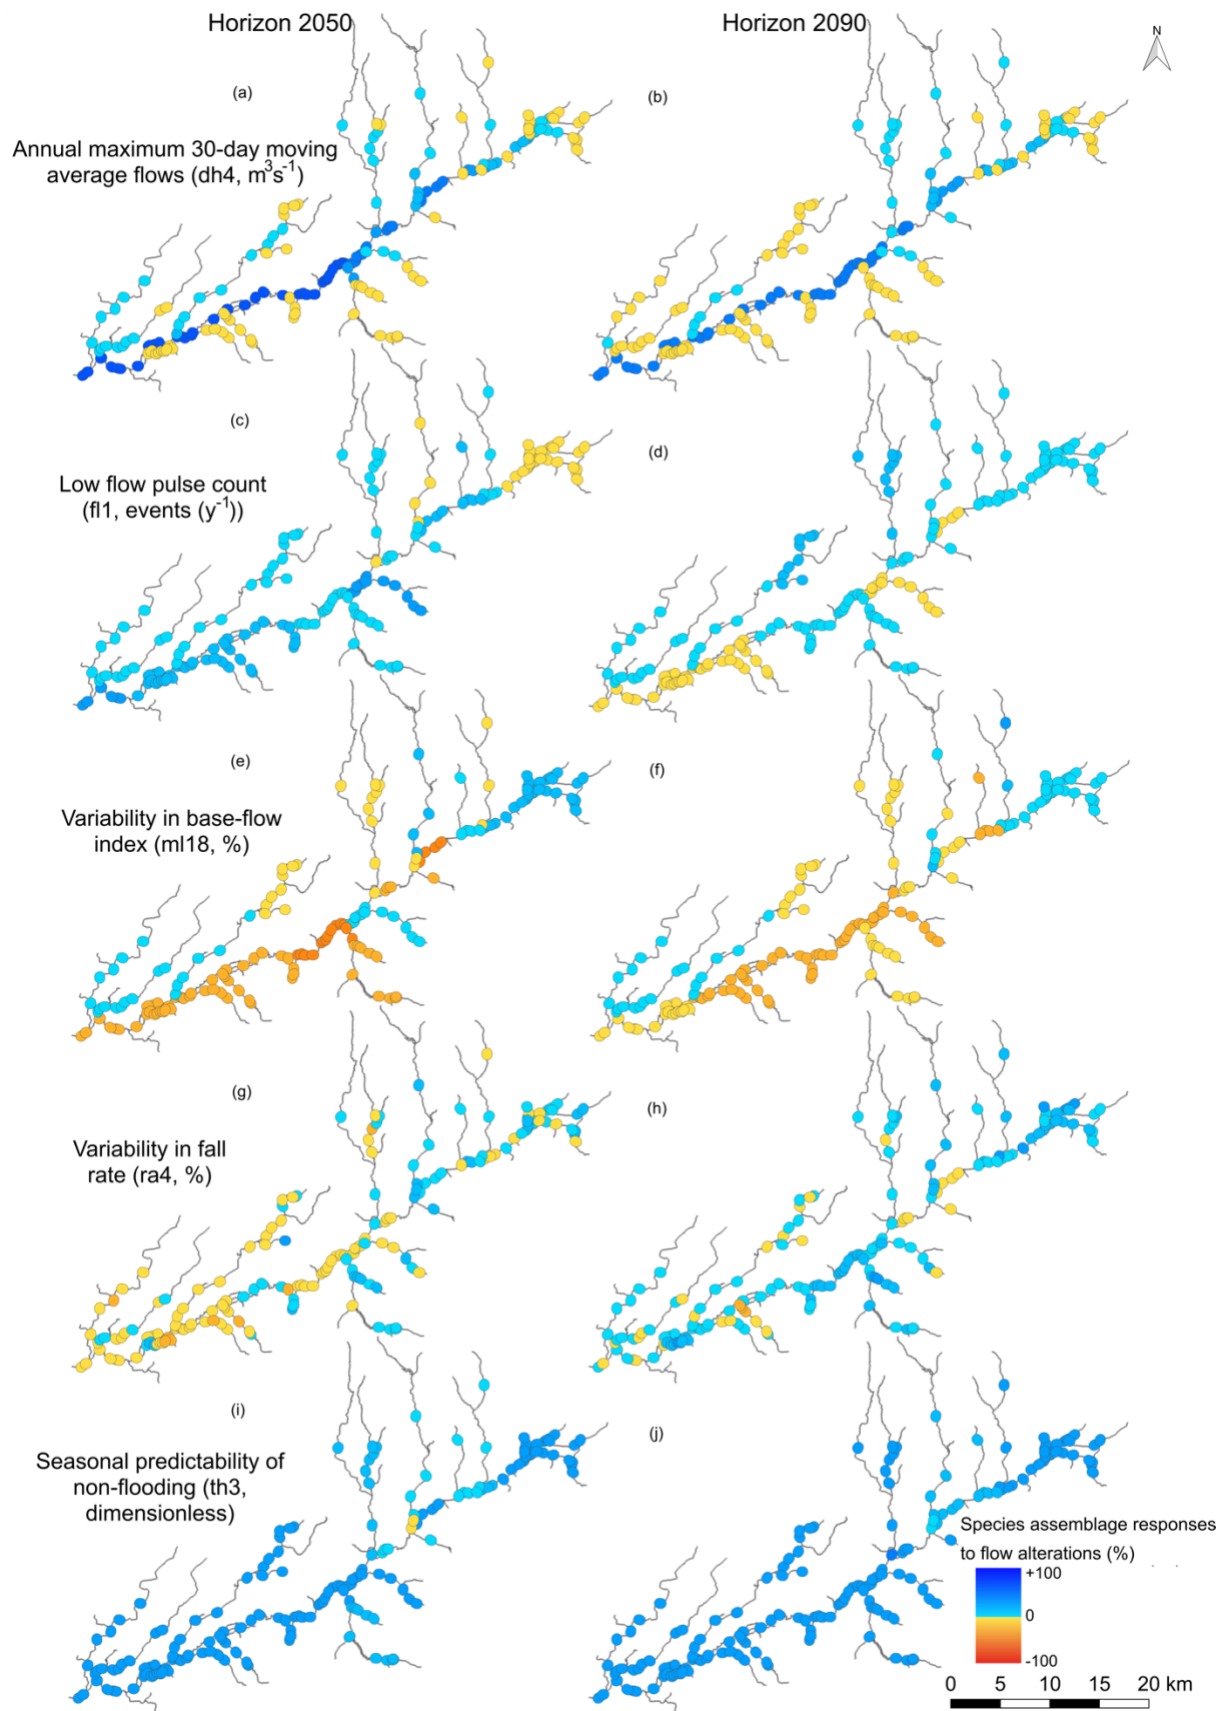 Horizon 2050
Horizon 2090
N
(a)
(b)
Annual maximum 30-day moving
average flows (dh4, m³s⁻¹)
(c)
(d)
Low flow pulse count
(fl1, events (y⁻¹))
(e)
(f)
Variability in base-flow
index (ml18, %)
(g)
(h)
Variability in fall
rate (ra4, %)
(i)
(j)
Seasonal predictability of
non-flooding (th3,
dimensionless)
Species assemblage responses
to flow alterations (%)
+100
0
-100
0 5 10 15 20 km